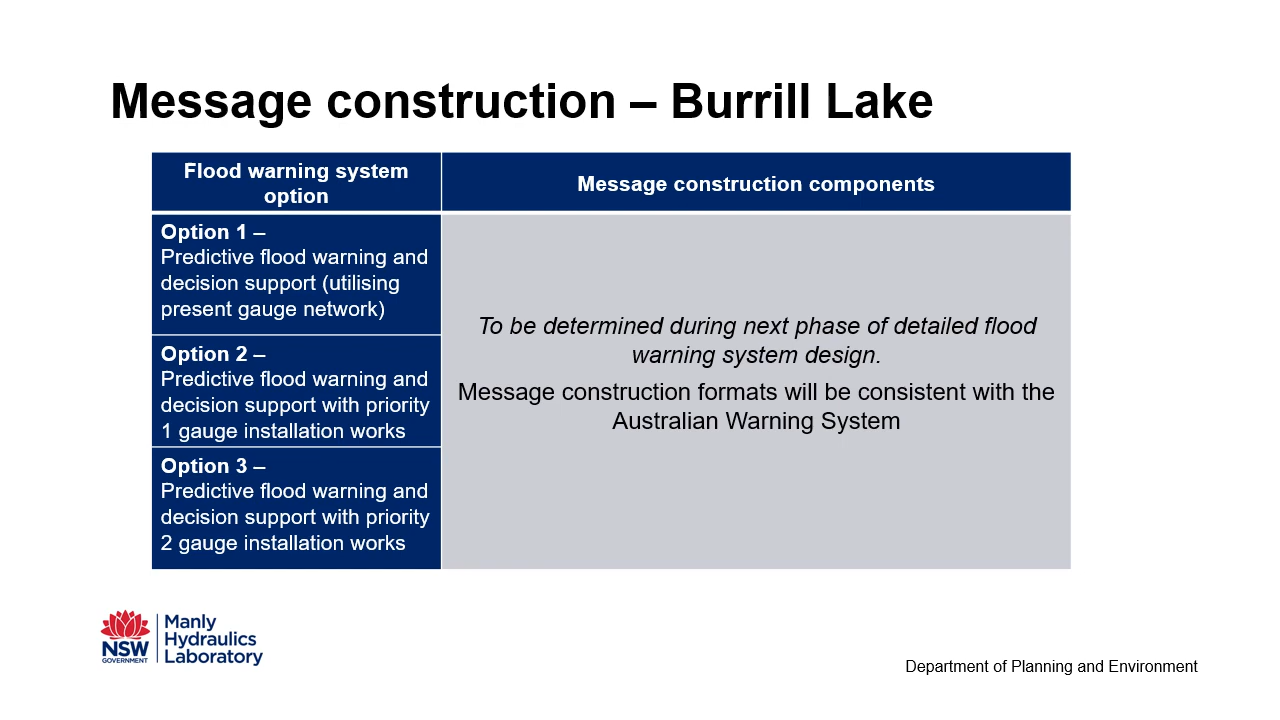 Message construction – Burrill Lake
Flood warning system
option
Message construction components
Option 1 –
Predictive flood warning and
decision support (utilising
present gauge network)
Option 2 –
Predictive flood warning and
decision support with priority
1 gauge installation works
Option 3 –
Predictive flood warning and
decision support with priority
2 gauge installation works
To be determined during next phase of detailed flood
warning system design.
Message construction formats will be consistent with the
Australian Warning System
NSW
GOVERNMENT
Manly
Hydraulics
Laboratory
Department of Planning and Environment